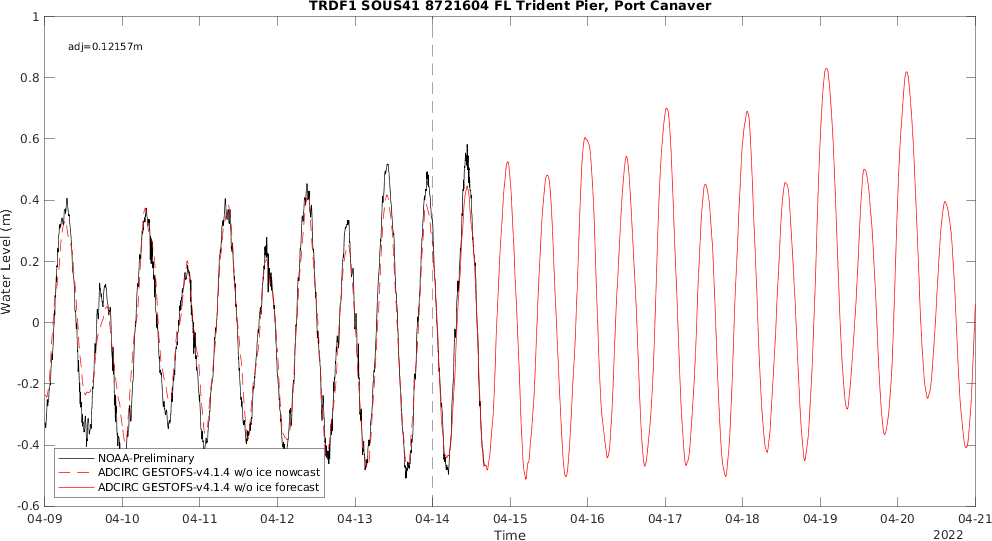 TRDF1 SOUS41 8721604 FL Trident Pier, Port Canaver
adj=0.12157m
1
0.8
0.6
0.4
0.2
0
-0.2
-0.4
-0.6
Water Level (m)
NOAA-Preliminary
ADCIRC GESTOFS-v4.1.4 w/o ice nowcast
ADCIRC GESTOFS-v4.1.4 w/o ice forecast
04-09 04-10 04-11 04-12 04-13 04-14 04-15 04-16 04-17 04-18 04-19 04-20 04-21
Time
2022